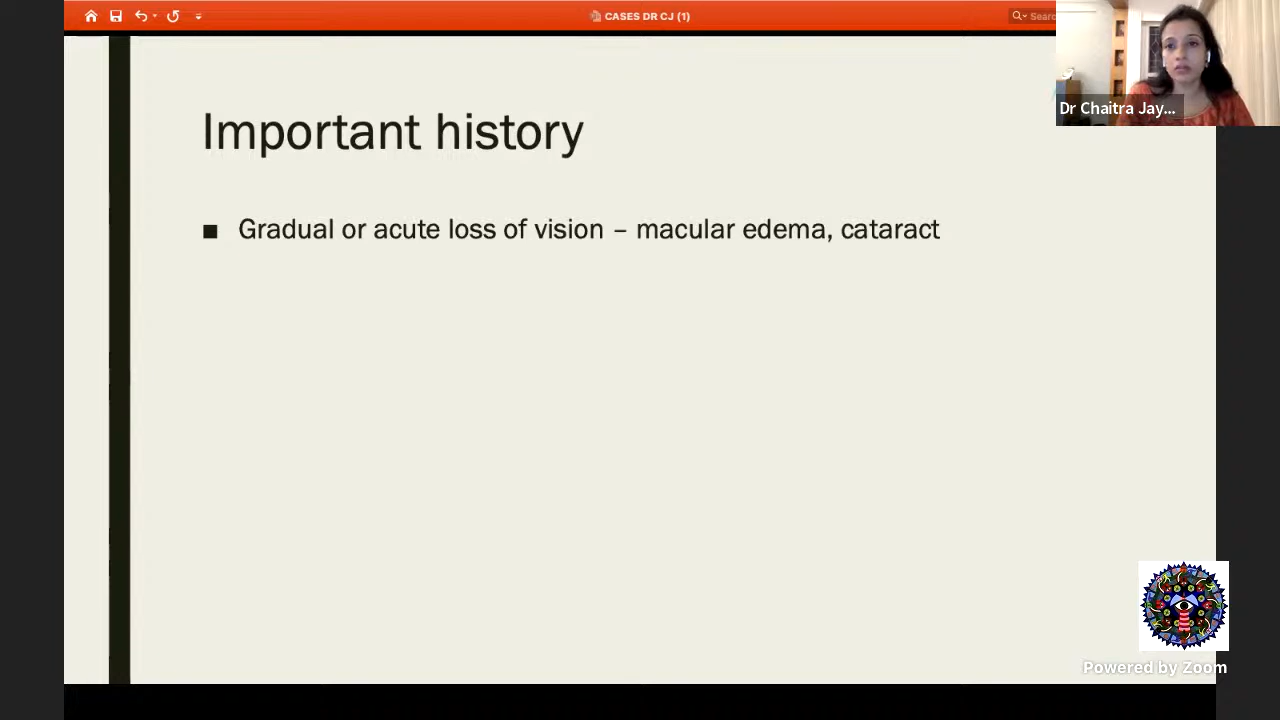 CASES DR CJ (1)
Searc
Dr Chaitra Jay...
Important history
■ Gradual or acute loss of vision – macular edema, cataract
Powered by Zoom